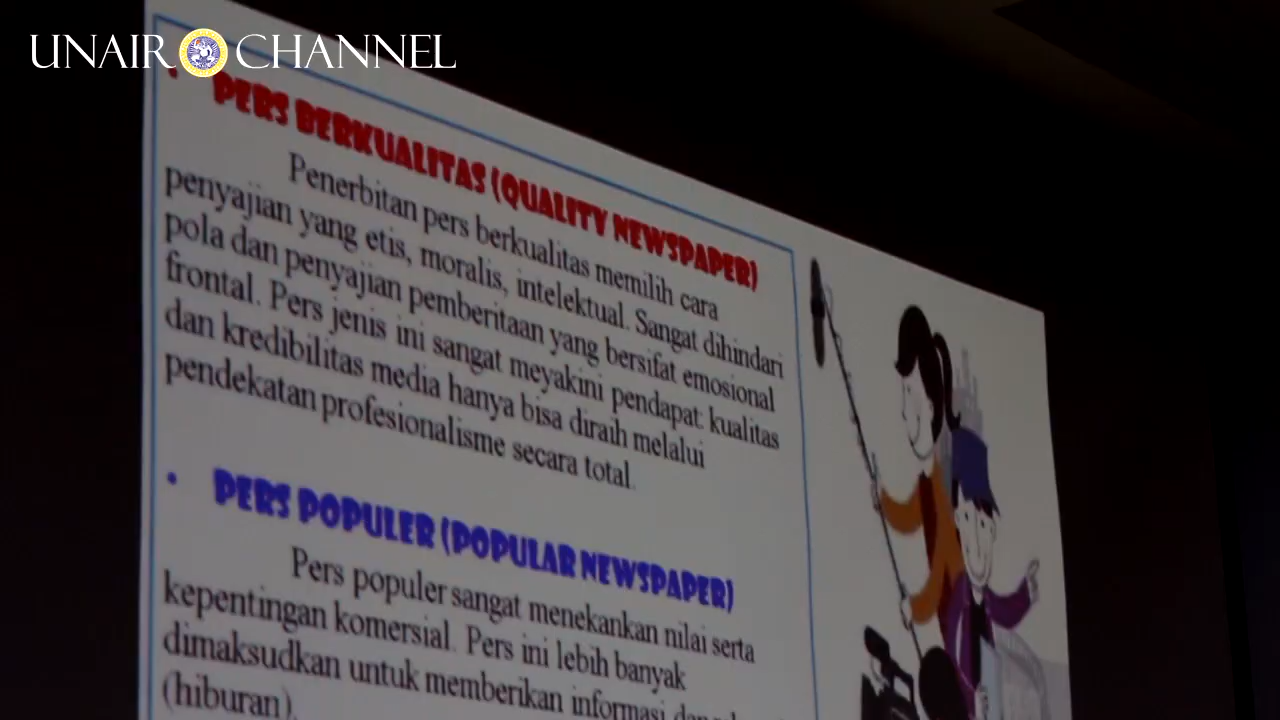 UNAIR CHANNEL
• PERS BERKUALITAS (QUALITY NEWSPAPER)
Penerbitan pers berkualitas memilih cara
penyajian yang etis, moralis, intelektual. Sangat dihindari
pola dan penyajian pemberitaan yang bersifat emosional
frontal. Pers jenis ini sangat meyakini pendapat: kualitas
dan kredibilitas media hanya bisa diraih melalui
pendekatan profesionalisme secara total.
• PERS POPULER (POPULAR NEWSPAPER)
Pers populer sangat menekankan nilai serta
kepentingan komersial. Pers ini lebih banyak
dimaksudkan untuk memberikan informasi dan
(hiburan).